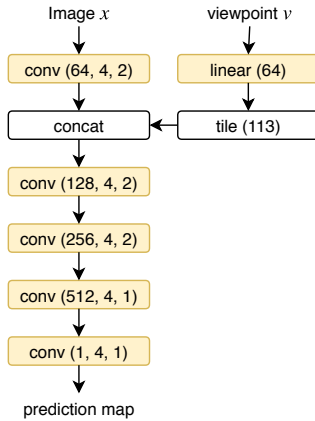 Image x
viewpoint v
conv (64, 4, 2)
linear (64)
concat
tile (113)
conv (128, 4, 2)
conv (256, 4, 2)
conv (512, 4, 1)
conv (1, 4, 1)
prediction map